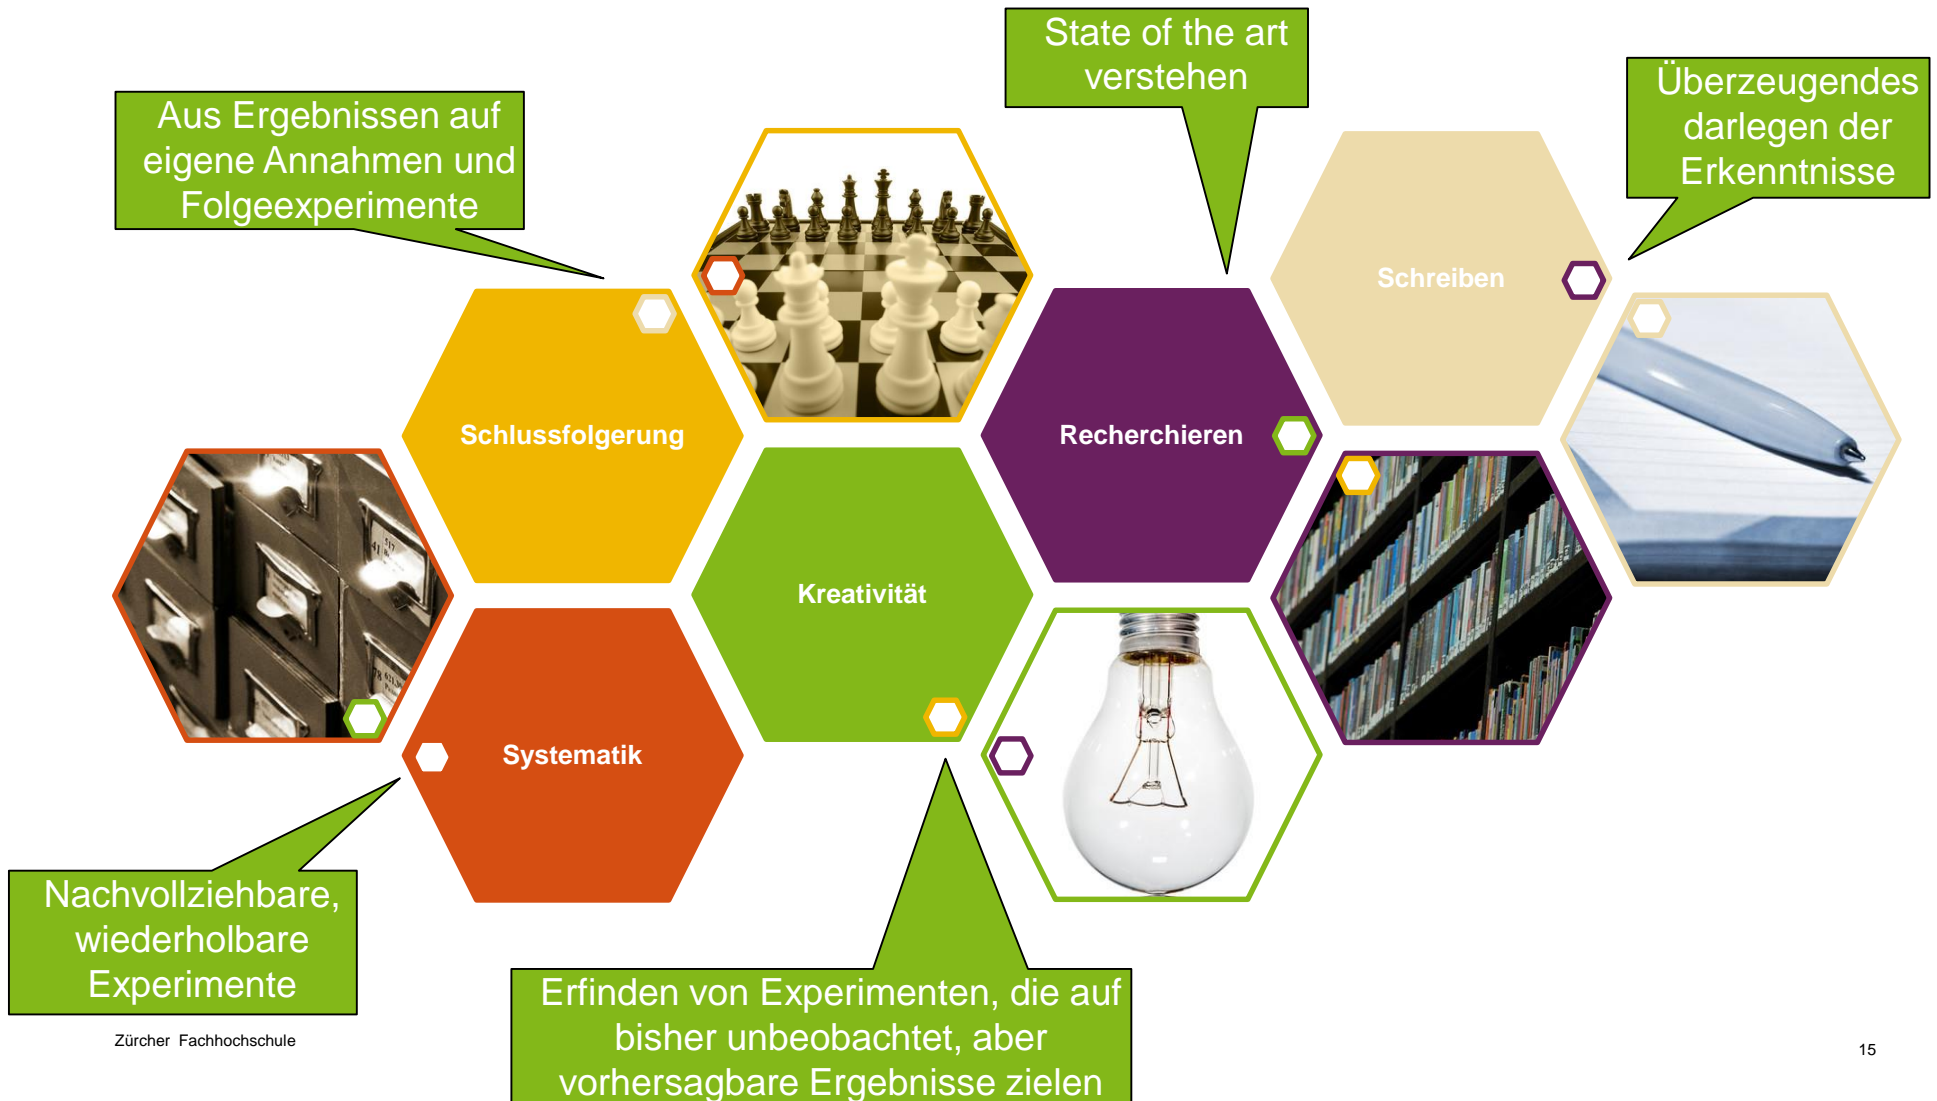 State of the art
verstehen
Überzeugendes
darlegen der
Erkenntnisse
Aus Ergebnissen auf
eigene Annahmen und
Folgeexperimente
Schreiben
Schlussfolgerung
Recherchieren
Kreativität
Systematik
Nachvollziehbare,
wiederholbare
Experimente
Erfinden von Experimenten, die auf
bisher unbeobachtet, aber
vorhersagbare Ergebnisse zielen
Zürcher Fachhochschule
15